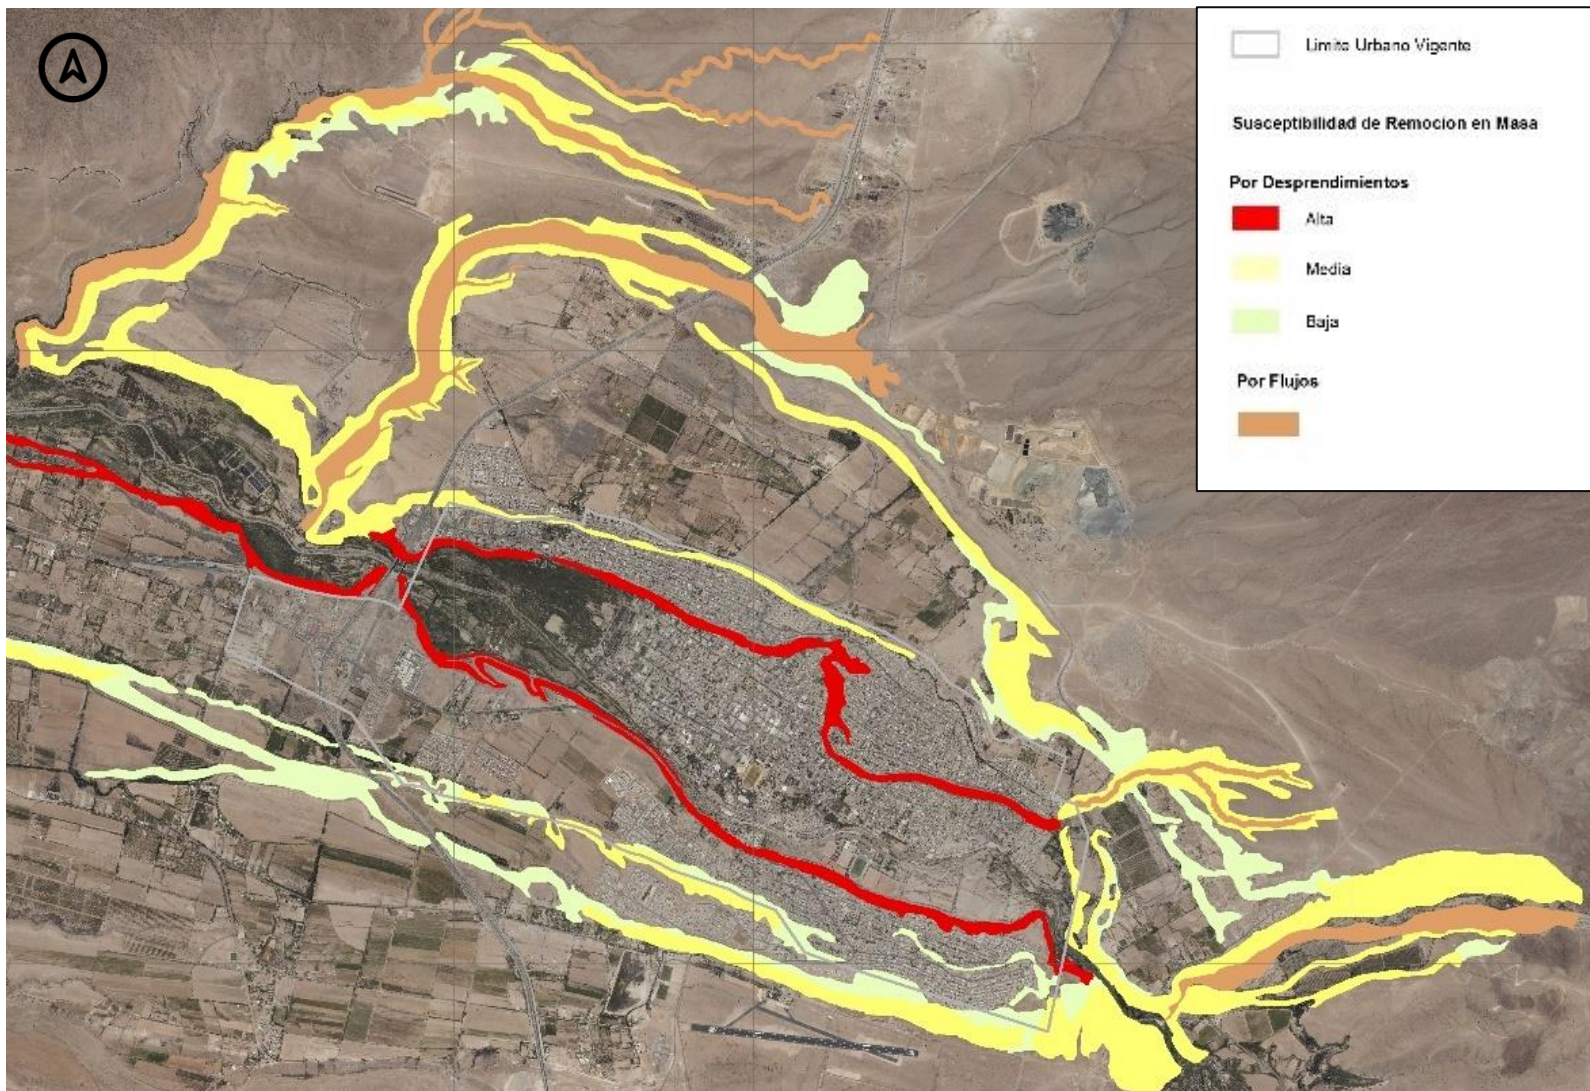 Limite Urbano Vigente
Susceptibilidad de Remocion en Masa
Por Desprendimientos
Alta
Media
Baja
Por Flujos